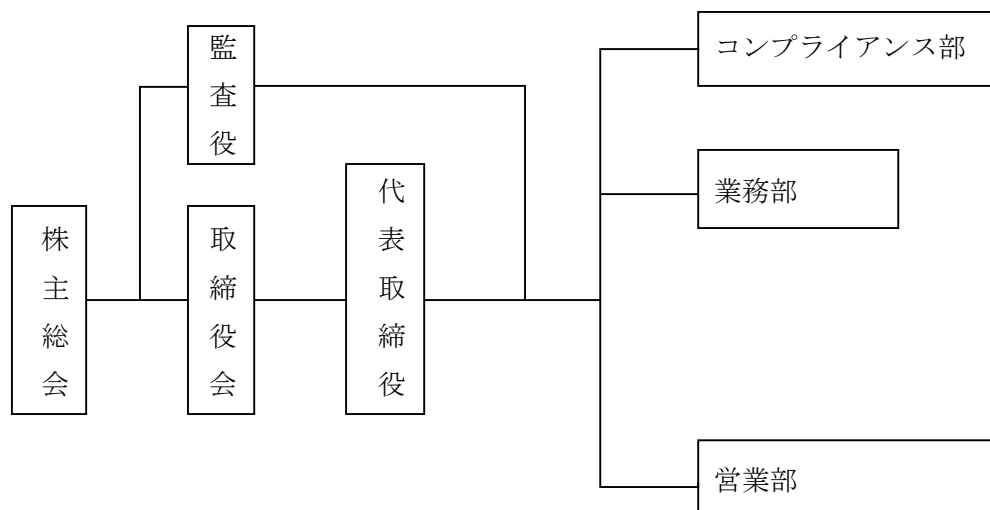 株主総会
監査役
取締役会
代表取締役
コンプライアンス部
業務部
営業部